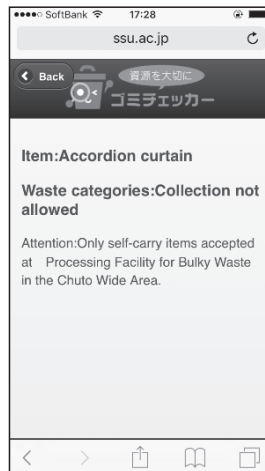 SoftBank 17:28
ssu.ac.jp
Back
資源を大切に
ゴミチェッカー
Item:Accordion curtain
Waste categories:Collection not
allowed
Attention:Only self-carry items accepted
at Processing Facility for Bulky Waste
in the Chuto Wide Area.